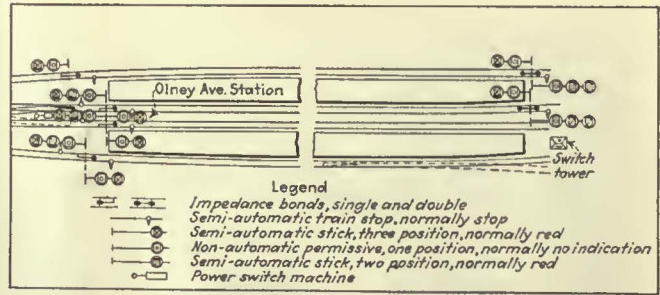 Olney Ave. Station
Switch
tower
Legend
Impedance bonds, single and double
Semi-automatic train stop, normally stop
Semi-automatic stick, three position, normally red
Non-automatic permissive, one position, normally no indication
Semi-automatic stick, two position, normally red
Power switch machine